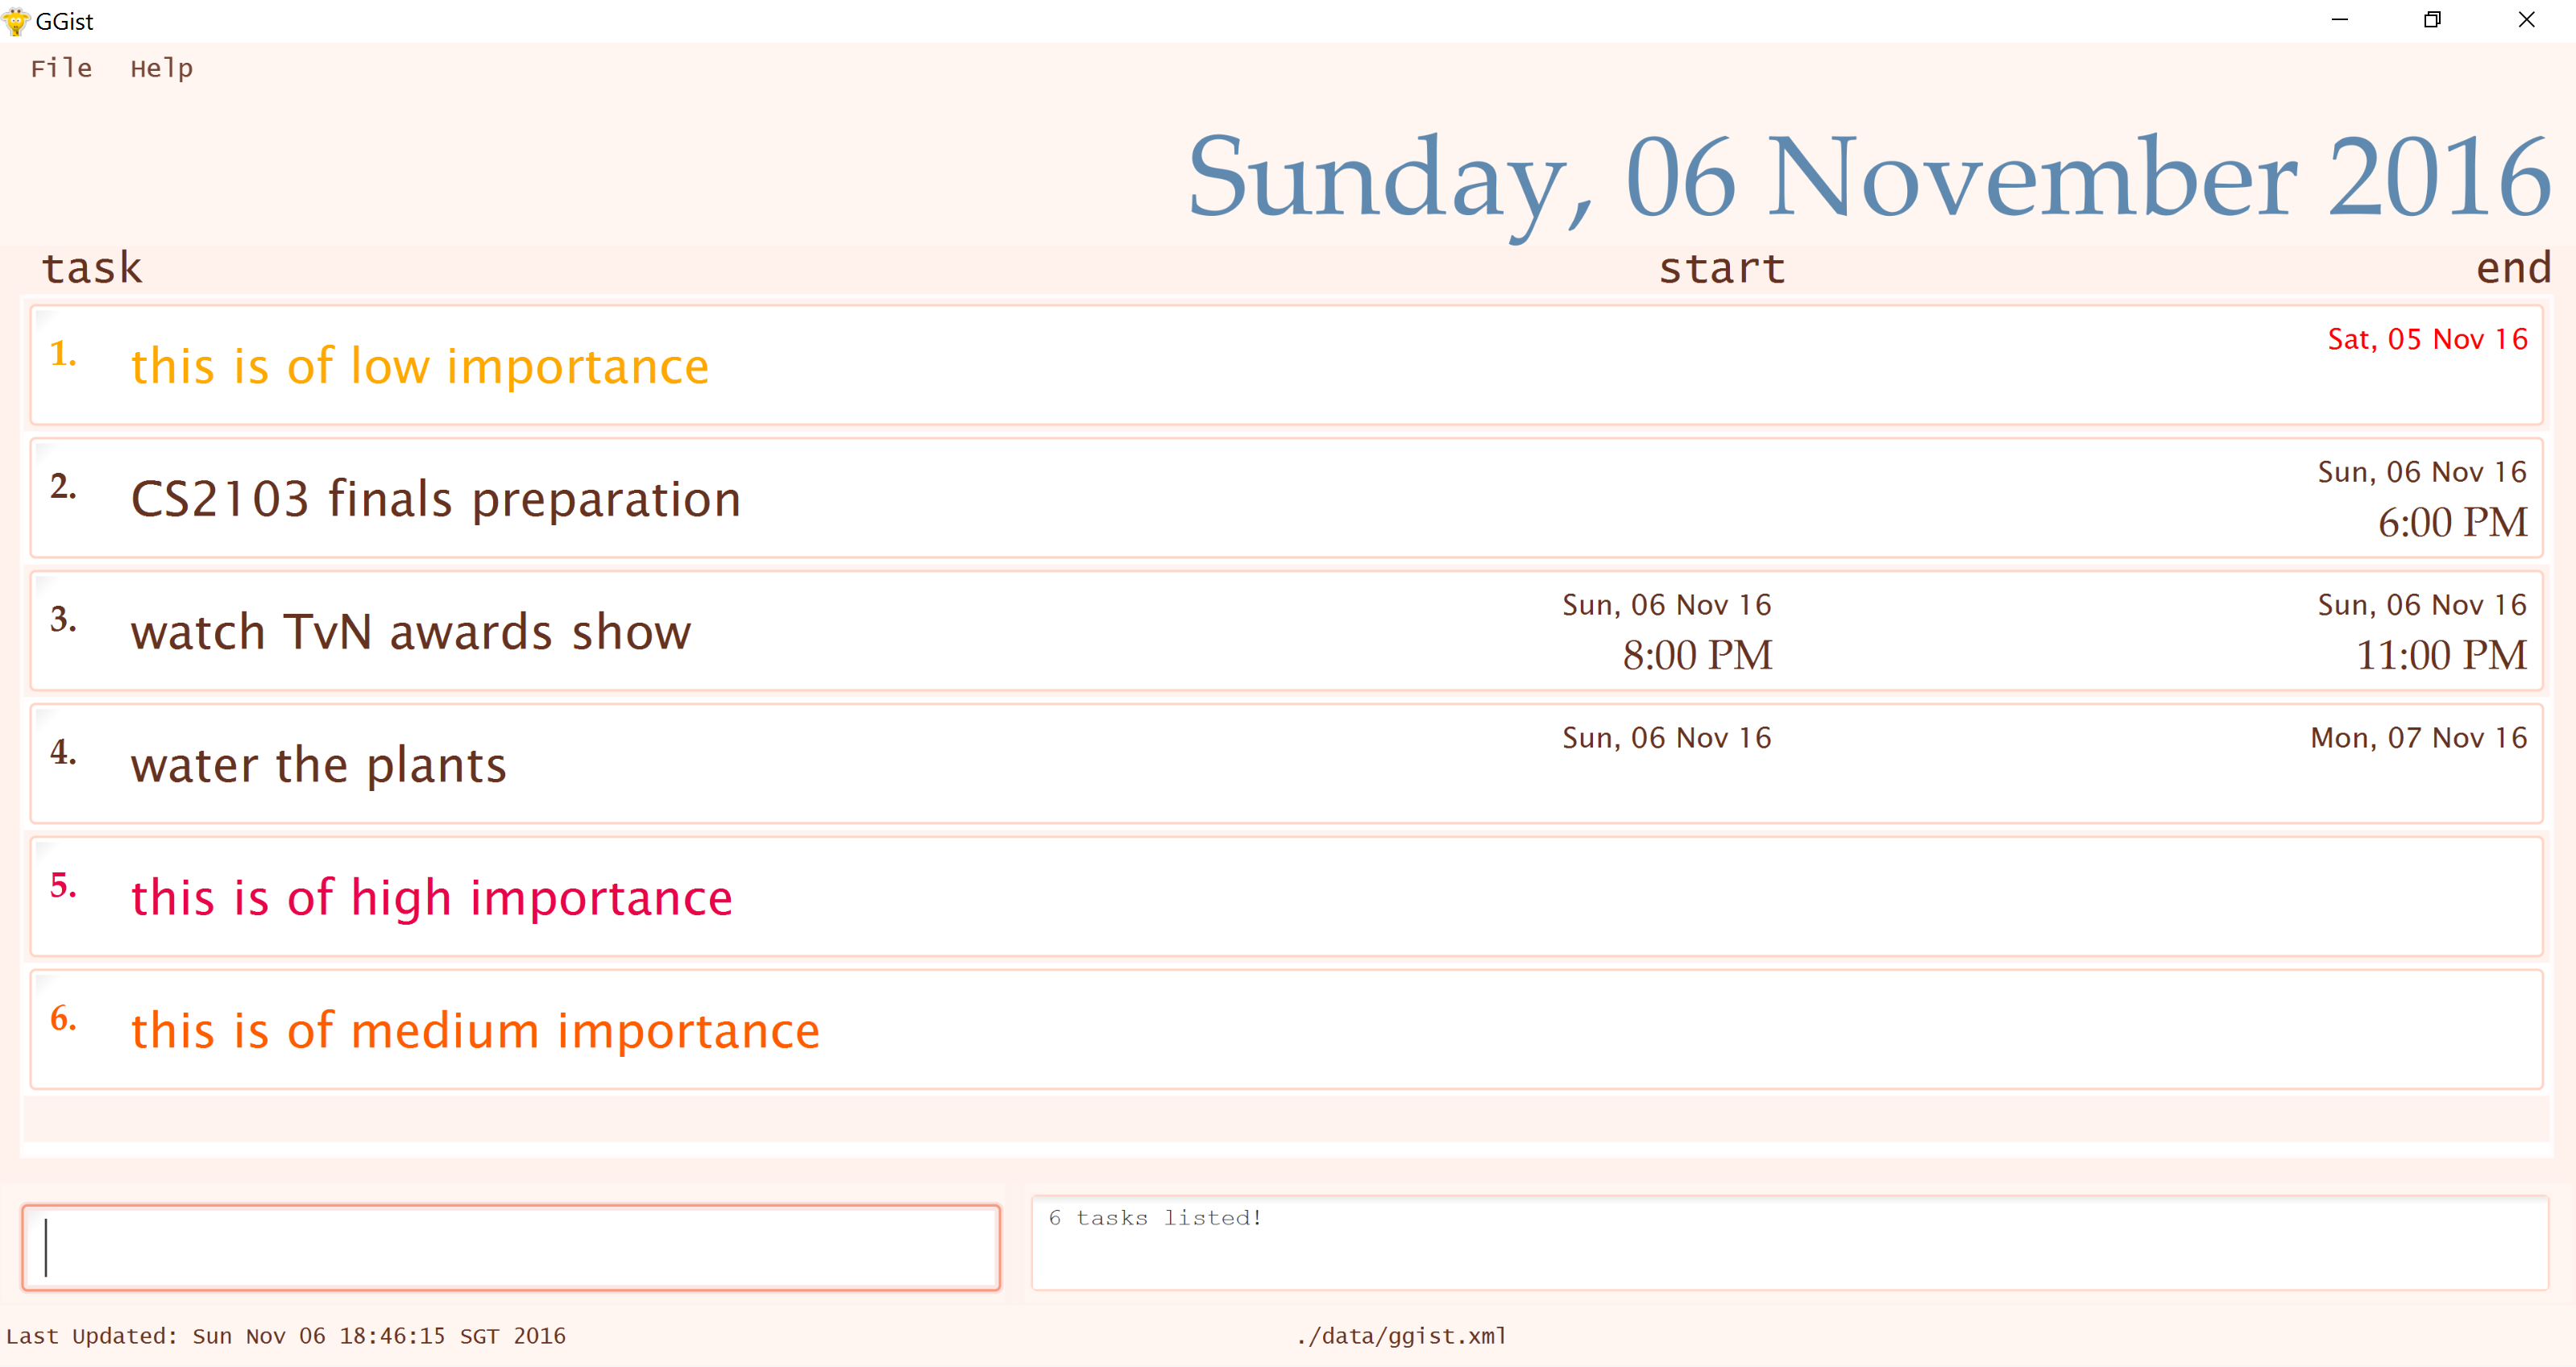 GGist
File Help
Sunday, 06 November 2016
task start end
1. this is of low importance Sat, 05 Nov 16
2. CS2103 finals preparation Sun, 06 Nov 16
6:00 PM
3. watch TvN awards show Sun, 06 Nov 16 Sun, 06 Nov 16
8:00 PM 11:00 PM
4. water the plants Sun, 06 Nov 16 Mon, 07 Nov 16
5. this is of high importance
6. this is of medium importance
6 tasks listed!
Last Updated: Sun Nov 06 18:46:15 SGT 2016 ./data/ggist.xml